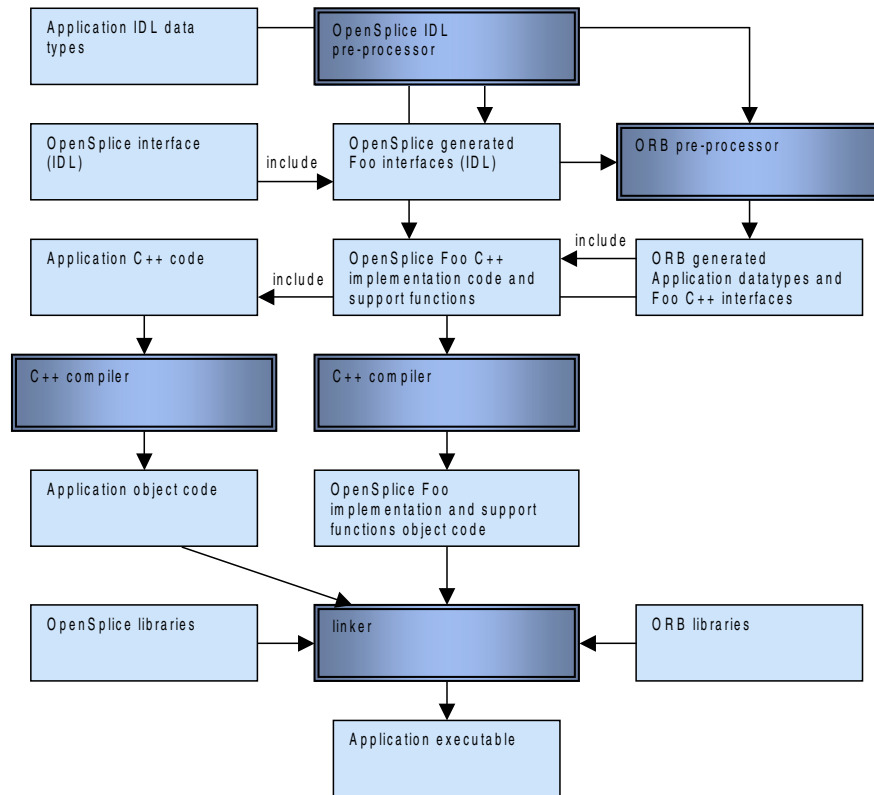 Application IDL data
types
OpenSplice IDL
pre-processor
OpenSplice interface
(IDL)
include
OpenSplice generated
Foo interfaces (IDL)
ORB pre-processor
Application C++ code
include
OpenSplice Foo C++
implementation code and
support functions
include
ORB generated
Application datatypes and
Foo C++ interfaces
C++ compiler
C++ compiler
Application object code
OpenSplice Foo
implementation and support
functions object code
OpenSplice libraries
linker
ORB libraries
Application executable